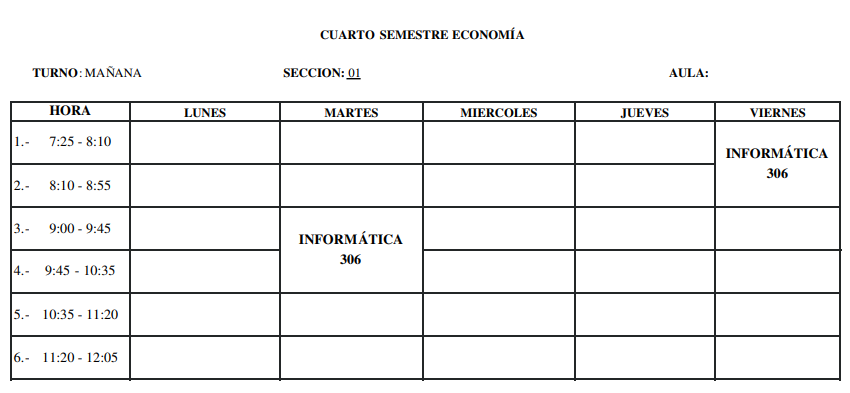 CUARTO SEMESTRE ECONOMÍA
TURNO: MAÑANA SECCION: 01 AULA:
HORA LUNES MARTES MIERCOLES JUEVES VIERNES
1.- 7:25 - 8:10
INFORMÁTICA
306
2.- 8:10 - 8:55
3.- 9:00 - 9:45
INFORMÁTICA
306
4.- 9:45 - 10:35
5.- 10:35 - 11:20
6.- 11:20 - 12:05